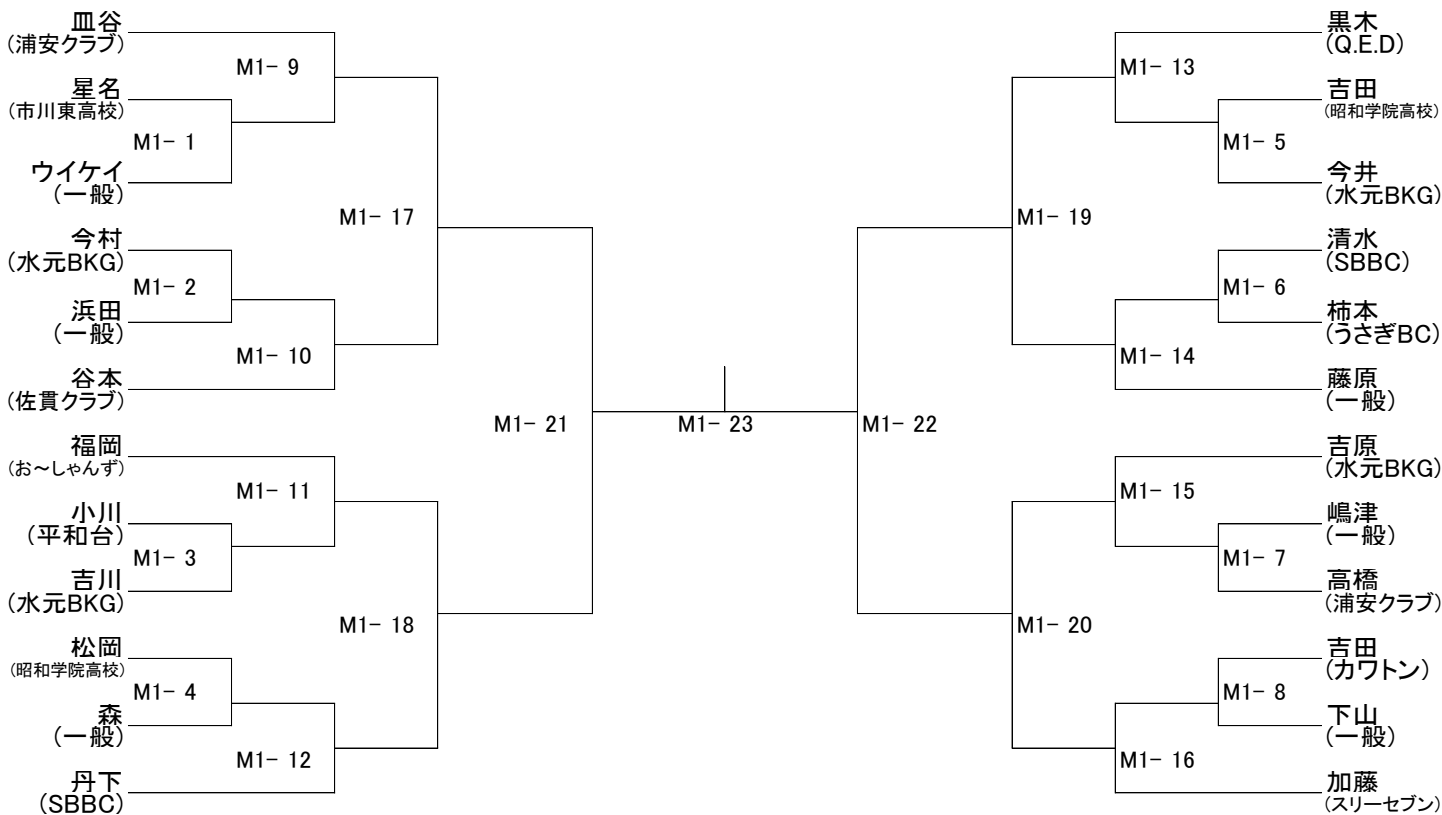 皿谷
(浦安クラブ)
M1- 9
星名
(市川東高校)
M1- 1
ウイケイ
(一般)
M1- 17
今村
(水元BKG)
M1- 2
浜田
(一般)
M1- 10
谷本
(佐貫クラブ)
M1- 21
福岡
(お～しゃんず)
M1- 11
小川
(平和台)
M1- 3
吉川
(水元BKG)
M1- 18
松岡
(昭和学院高校)
M1- 4
森
(一般)
M1- 12
丹下
(SBBC)
M1- 23
黒木
(Q.E.D)
M1- 13
吉田
(昭和学院高校)
M1- 5
今井
(水元BKG)
M1- 19
清水
(SBBC)
M1- 6
柿本
(うさぎBC)
M1- 14
藤原
(一般)
M1- 22
吉原
(水元BKG)
M1- 15
嶋津
(一般)
M1- 7
高橋
(浦安クラブ)
M1- 20
吉田
(カワトン)
M1- 8
下山
(一般)
M1- 16
加藤
(スリーセブン)